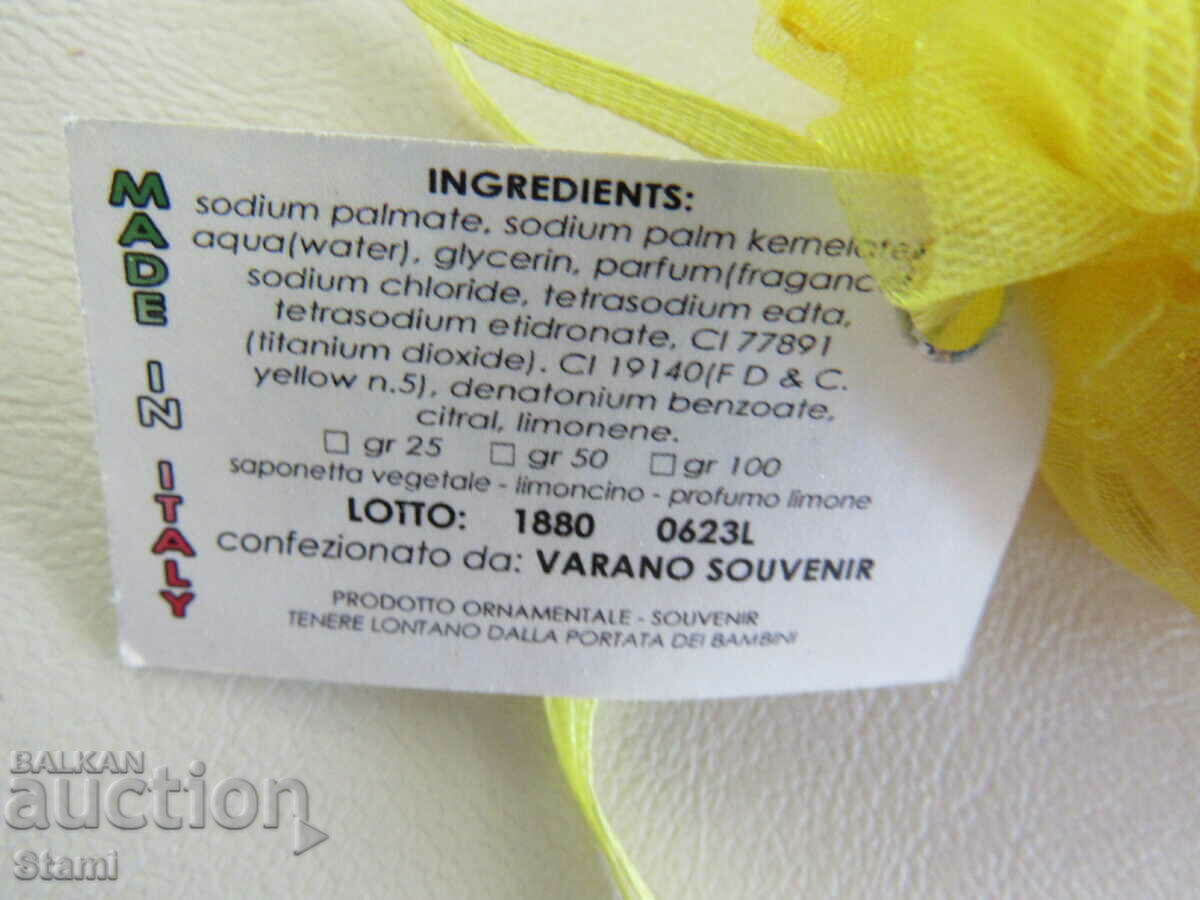 MADE IN ITALY
INGREDIENTS:
sodium palmate, sodium palm kernelate
aqua(water), glycerin, parfum(fraganc
sodium chloride, tetrasodium edta,
tetrasodium etidronate, CI 77891
(titanium dioxide). CI 19140(F D & C.
yellow n.5), denatonium benzoate,
citral, limonene.
☐ gr 25 ☐ gr 50 ☐ gr 100
saponetta vegetale - limoncino - profumo limone
LOTTO: 1880 0623L
confezionato da: VARANO SOUVENIR
PRODOTTO ORNAMENTALE - SOUVENIR
TENERE LONTANO DALLA PORTATA DEI BAMBINI
BALKAN
auction
Stami